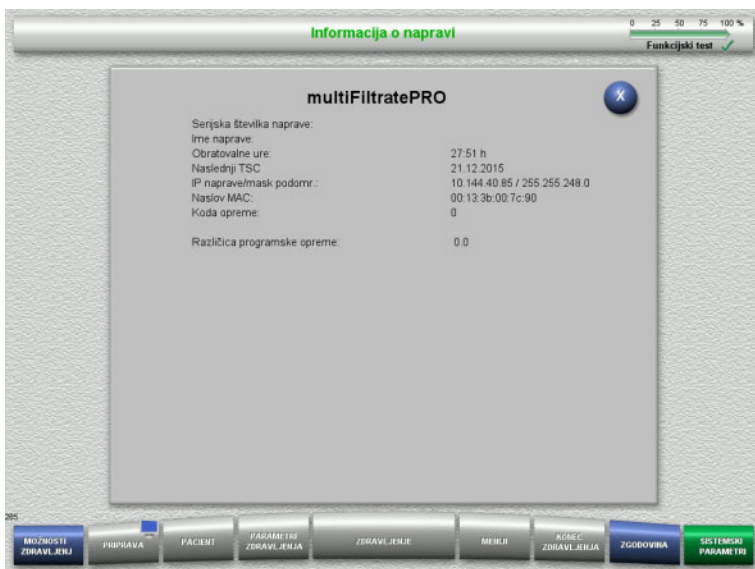 Informacija o napravi
0 25 50 75 100 %
Funkcijski test
multiFiltratePRO
X
Serijska številka naprave:
Ime naprave:
Obratovalne ure: 27:51 h
Naslednji TSC 21.12.2015
IP naprave/mask podomr.: 10.144.40.85 / 255.255.248.0
Naslov MAC: 00:13:3b:00:7c:90
Koda opreme: 0
Različica programske opreme: 0.0
285
MOŽNOSTI ZDRAVLJENJ
PRIPRAVA
PACIENT
PARAMETRI ZDRAVLJENJA
ZDRAVLJENJE
MENIJI
KONEC ZDRAVLJENJA
ZGODOVINA
SISTEMSKI PARAMETRI